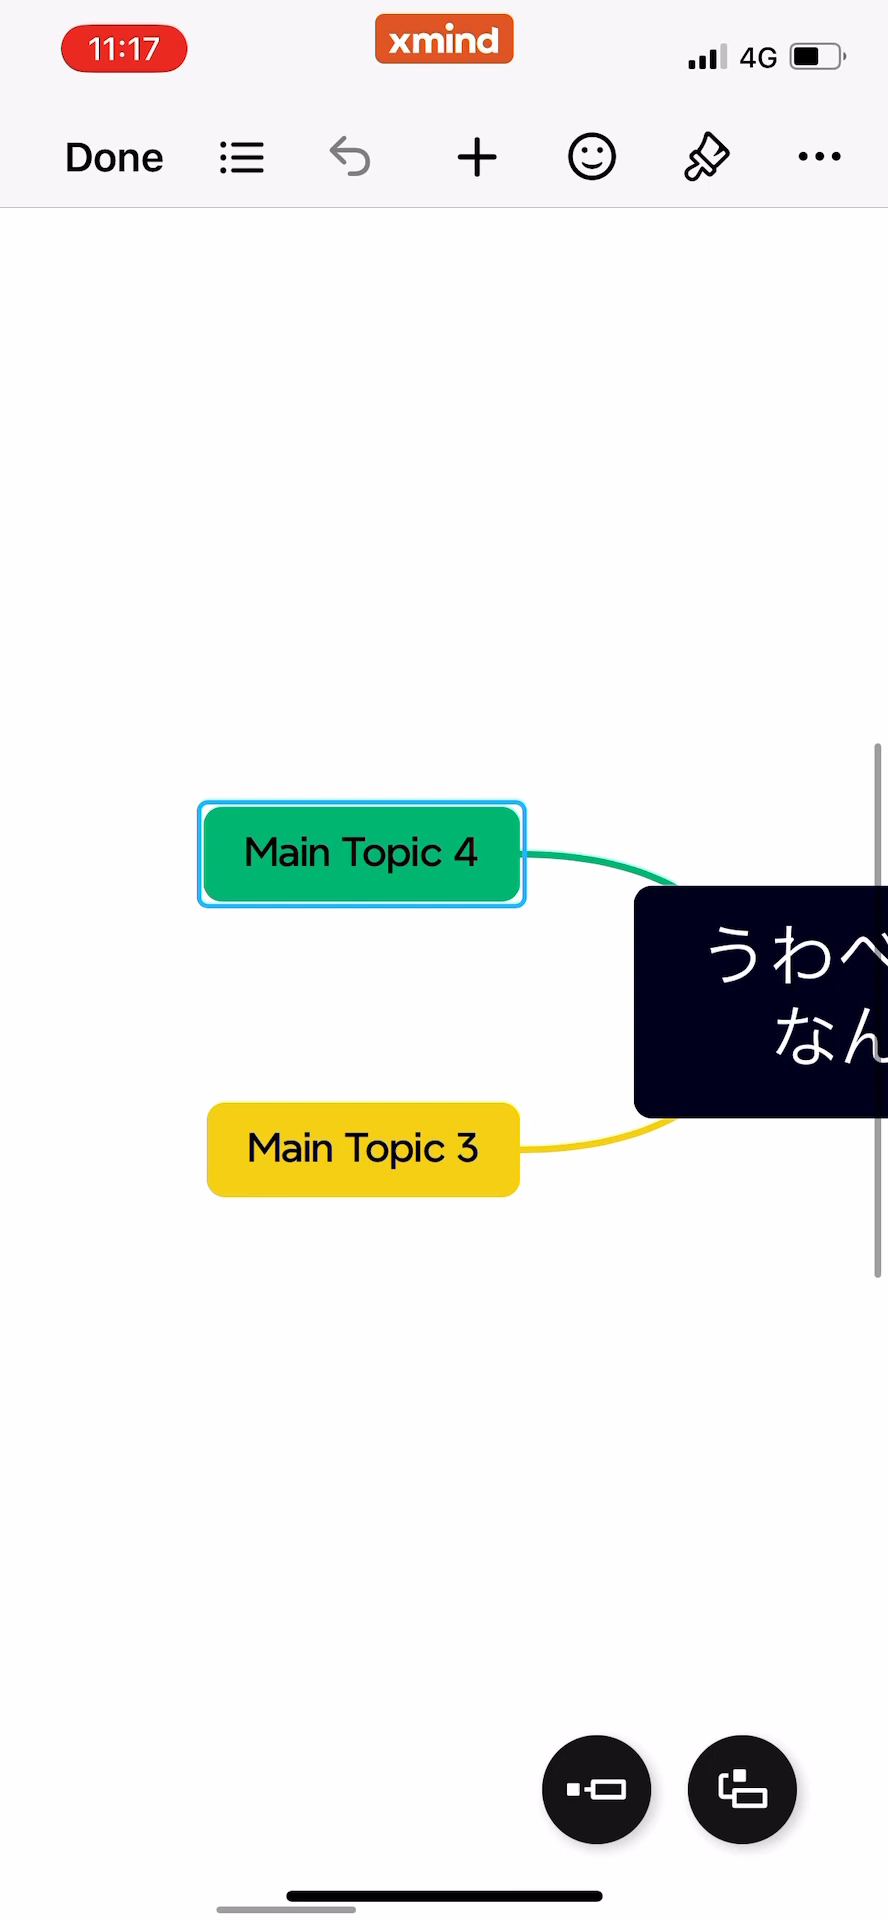 11:17
xmind
4G
Done
Main Topic 4
うわべ
なん
Main Topic 3